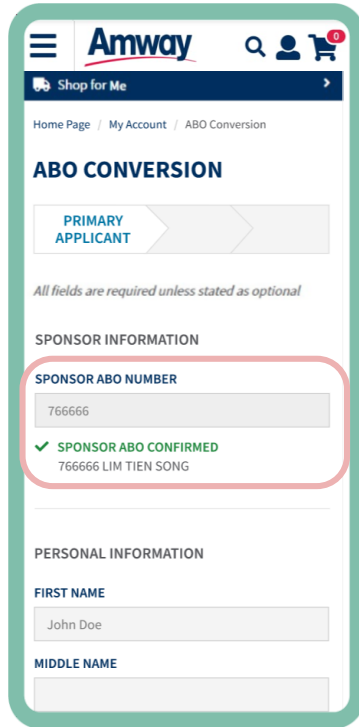 Amway
0
Shop for Me
Home Page / My Account / ABO Conversion
ABO CONVERSION
PRIMARY
APPLICANT
All fields are required unless stated as optional
SPONSOR INFORMATION
SPONSOR ABO NUMBER
766666
SPONSOR ABO CONFIRMED
766666 LIM TIEN SONG
PERSONAL INFORMATION
FIRST NAME
John Doe
MIDDLE NAME